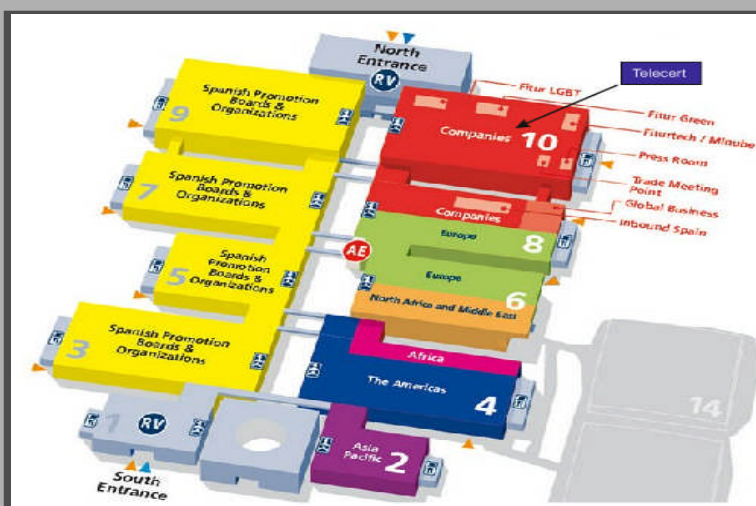 North
Entrance
RV
Telecert
Fitur LGBT
Fitur Green
Fiturtech / Minube
Press Room
Trade Meeting
Point
Global Business
Inbound Spain
Spanish Promotion
Boards &
Organizations
9
Companies 10
Spanish Promotion
Boards &
Organizations
7
Companies
Europe
8
AE
Spanish
Promotion
Boards &
Organizations
5
Europe
6
North Africa and Middle East
Spanish Promotion
Boards &
Organizations
3
Africa
The Americas
4
14
1
RV
Asia
Pacific
2
South
Entrance